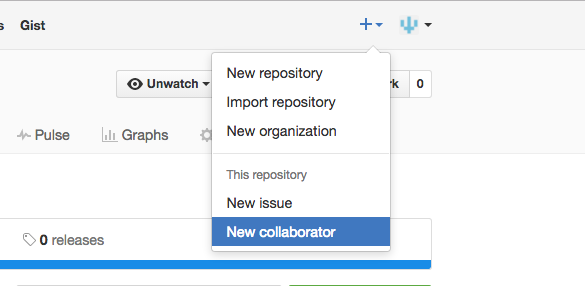 s Gist
Unwatch rk 0
New repository
Import repository
New organization
Pulse Graphs
This repository
New issue
New collaborator
0 releases